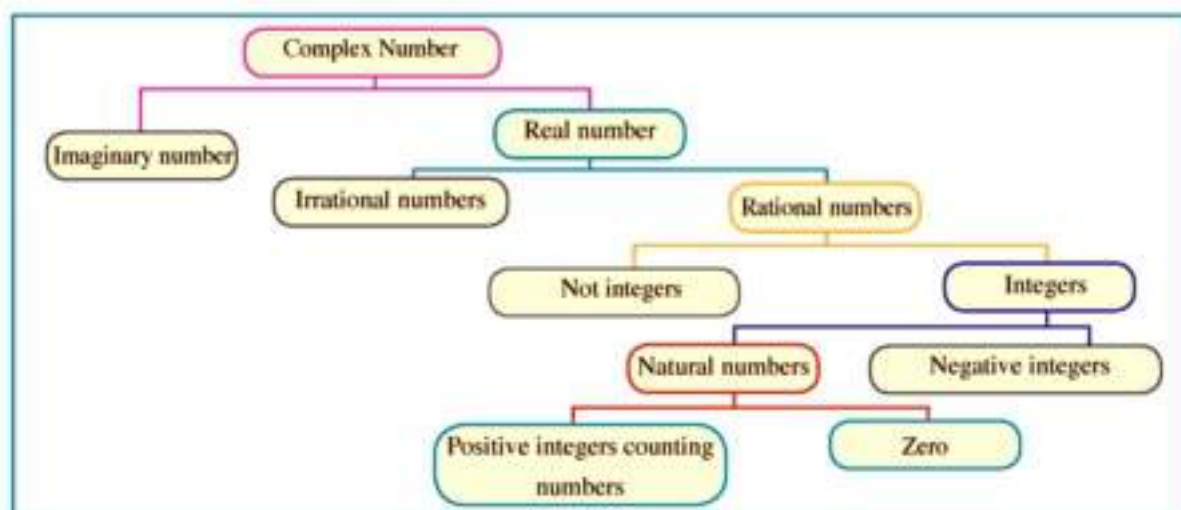 Complex Number
Real number
Imaginary number
Irrational numbers
Rational numbers
Not integers
Integers
Natural numbers
Negative integers
Positive integers counting
numbers
Zero